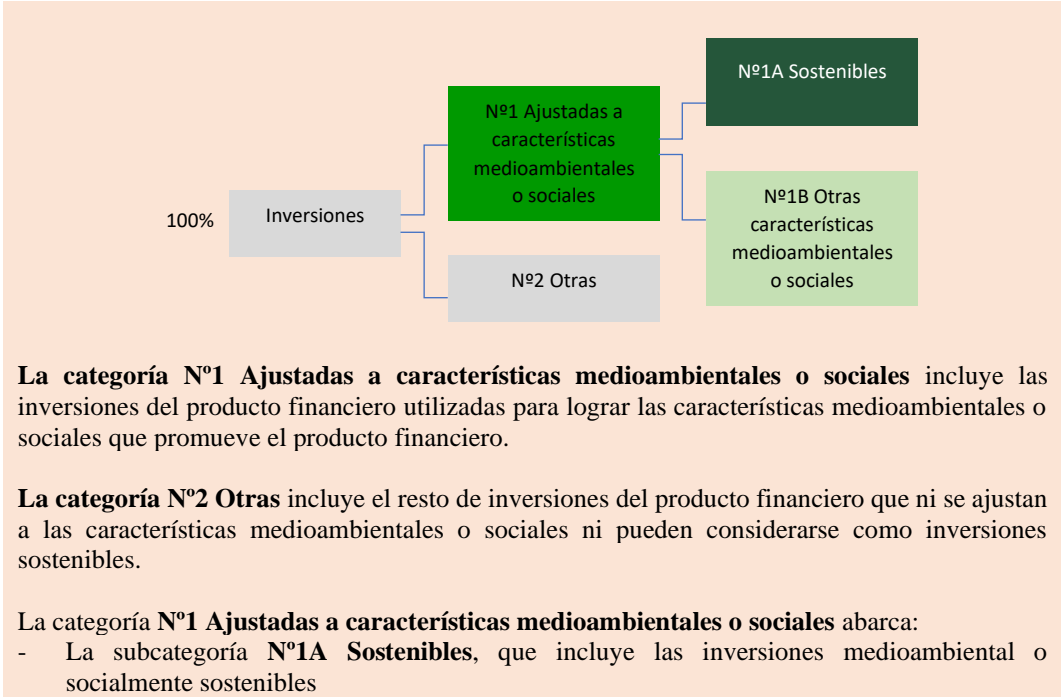 Nº1A Sostenibles
Nº1 Ajustadas a
características
medioambientales
o sociales
100%
Inversiones
Nº1B Otras
características
medioambientales
o sociales
Nº2 Otras
La categoría Nº1 Ajustadas a características medioambientales o sociales incluye las
inversiones del producto financiero utilizadas para lograr las características medioambientales o
sociales que promueve el producto financiero.
La categoría Nº2 Otras incluye el resto de inversiones del producto financiero que ni se ajustan
a las características medioambientales o sociales ni pueden considerarse como inversiones
sostenibles.
La categoría Nº1 Ajustadas a características medioambientales o sociales abarca:
- La subcategoría Nº1A Sostenibles, que incluye las inversiones medioambiental o
socialmente sostenibles